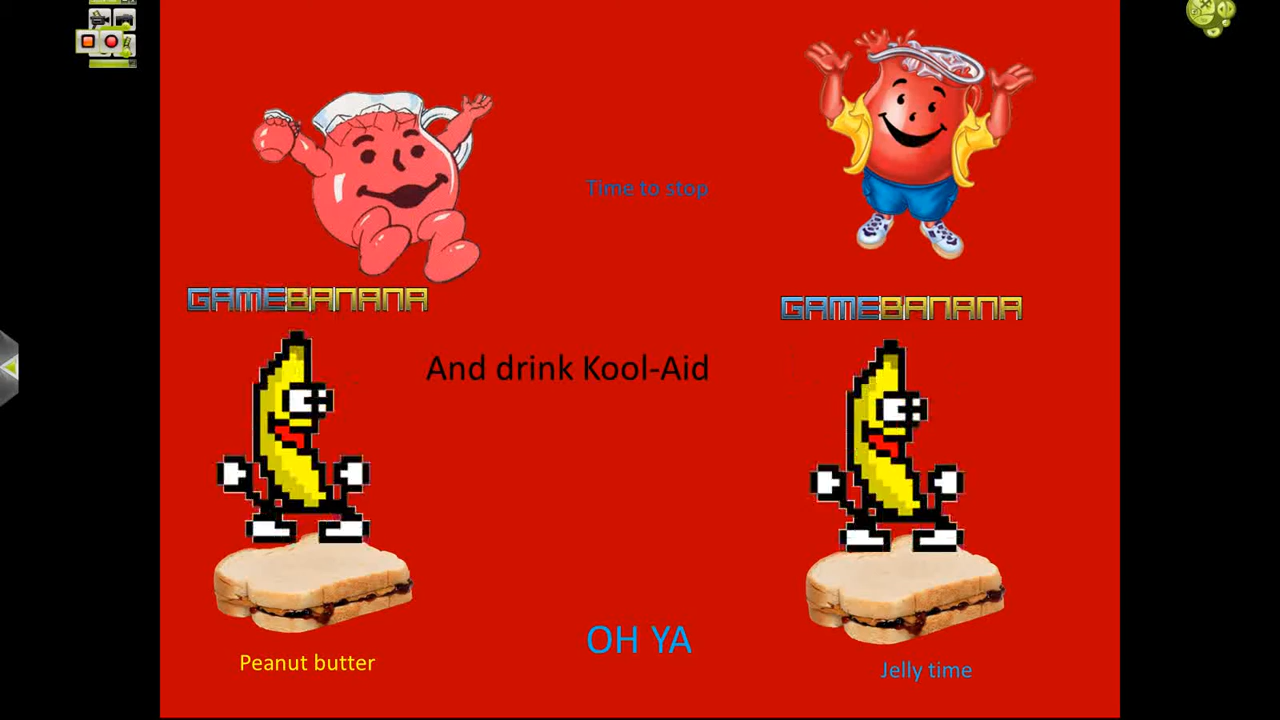 Time to stop
GAMEBANANA
GAMEBANANA
And drink Kool-Aid
OH YA
Peanut butter
Jelly time